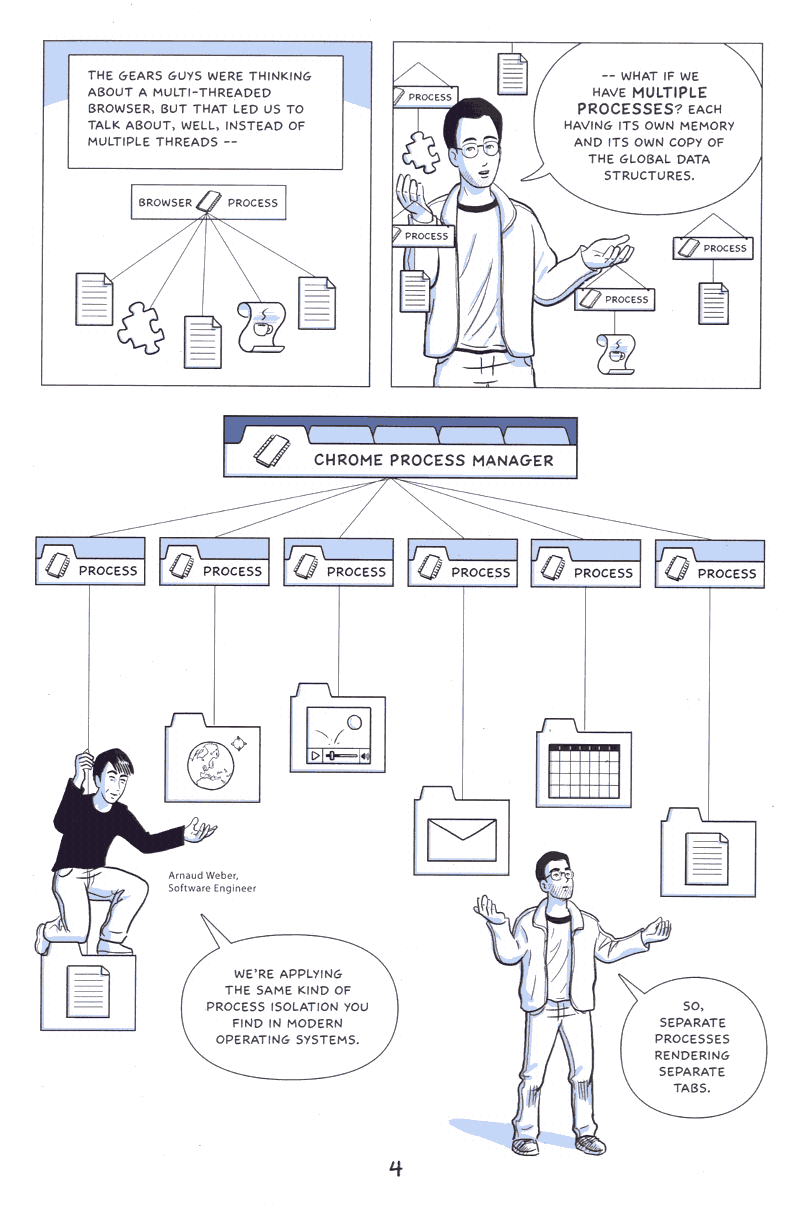 THE GEARS GUYS WERE THINKING
ABOUT A MULTI-THREADED
BROWSER, BUT THAT LED US TO
TALK ABOUT, WELL, INSTEAD OF
MULTIPLE THREADS --
BROWSER PROCESS
-- WHAT IF WE
HAVE MULTIPLE
PROCESSES? EACH
HAVING ITS OWN MEMORY
AND ITS OWN COPY OF
THE GLOBAL DATA
STRUCTURES.
PROCESS
PROCESS
PROCESS
PROCESS
CHROME PROCESS MANAGER
PROCESS
PROCESS
PROCESS
PROCESS
PROCESS
PROCESS
Arnaud Weber,
Software Engineer
WE'RE APPLYING
THE SAME KIND OF
PROCESS ISOLATION YOU
FIND IN MODERN
OPERATING SYSTEMS.
SO,
SEPARATE
PROCESSES
RENDERING
SEPARATE
TABS.
4